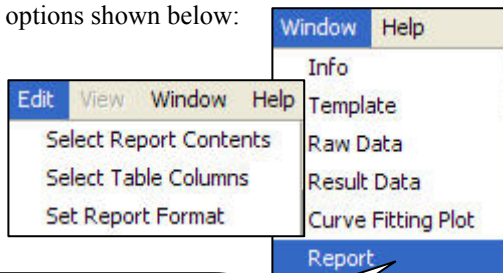 options shown below:
Window Help
Info
Template
Raw Data
Result Data
Curve Fitting Plot
Report
Edit View Window Help
Select Report Contents
Select Table Columns
Set Report Format